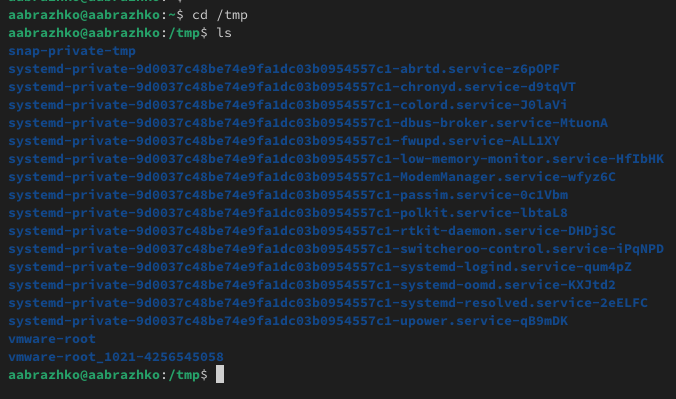 aabrazhko@aabrazhko:~$ cd /tmp
aabrazhko@aabrazhko:/tmp$ ls
snap-private-tmp
systemd-private-9d0037c48be74e9fa1dc03b0954557c1-abrtd.service-z6pOPF
systemd-private-9d0037c48be74e9fa1dc03b0954557c1-chronyd.service-d9tqVT
systemd-private-9d0037c48be74e9fa1dc03b0954557c1-colord.service-J0laVi
systemd-private-9d0037c48be74e9fa1dc03b0954557c1-dbus-broker.service-MtuonA
systemd-private-9d0037c48be74e9fa1dc03b0954557c1-fwupd.service-ALL1XY
systemd-private-9d0037c48be74e9fa1dc03b0954557c1-low-memory-monitor.service-HfIbHK
systemd-private-9d0037c48be74e9fa1dc03b0954557c1-ModemManager.service-wfyz6C
systemd-private-9d0037c48be74e9fa1dc03b0954557c1-passim.service-0c1Vbm
systemd-private-9d0037c48be74e9fa1dc03b0954557c1-polkit.service-lbtaL8
systemd-private-9d0037c48be74e9fa1dc03b0954557c1-rtkit-daemon.service-DHDjSC
systemd-private-9d0037c48be74e9fa1dc03b0954557c1-switcheroo-control.service-iPqNPD
systemd-private-9d0037c48be74e9fa1dc03b0954557c1-systemd-logind.service-qum4pZ
systemd-private-9d0037c48be74e9fa1dc03b0954557c1-systemd-oomd.service-KXJtd2
systemd-private-9d0037c48be74e9fa1dc03b0954557c1-systemd-resolved.service-2eELFC
systemd-private-9d0037c48be74e9fa1dc03b0954557c1-upower.service-qB9mDK
vmware-root
vmware-root_1021-4256545058
aabrazhko@aabrazhko:/tmp$